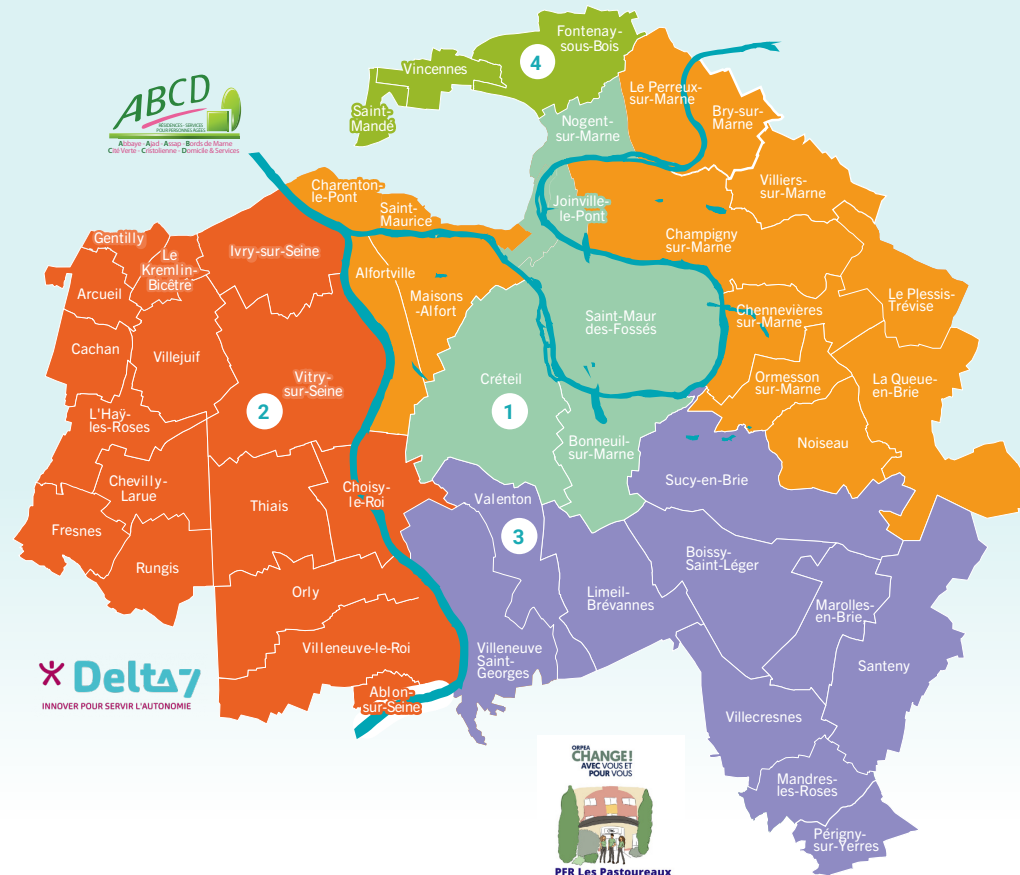 Fontenay-
sous-Bois
4
Vincennes
Saint-
Mandé
Le Perreux-
sur-Marne
Bry-sur-
Marne
Nogent-
sur-Marne
ABCD
RÉSIDENCES - SERVICES
POUR PERSONNES AGÉES
Abbaye - Ajad - Assap - Bords de Marne
Cité Verte - Cristolienne - Domicile & Services
Charenton-
le-Pont
Saint-
Maurice
Joinville-
le-Pont
Villiers-
sur-Marne
Champigny
sur-Marne
Gentilly
Le
Kremlin-
Bicêtre
Ivry-sur-Seine
Alfortville
Maisons
-Alfort
Arcueil
Cachan
Villejuif
Saint-Maur
des-Fossés
Chennevières
sur-Marne
Le Plessis-
Trévise
Vitry-
sur-Seine
2
Créteil
1
Ormesson
sur-Marne
La Queue-
en-Brie
L'Haÿ-
les-Roses
Bonneuil-
sur-Marne
Noiseau
Chevilly-
Larue
Thiais
Choisy-
le-Roi
Valenton
3
Sucy-en-Brie
Fresnes
Rungis
Orly
Boissy-
Saint-Léger
Limeil-
Brévannes
Marolles-
en-Brie
Villeneuve-le-Roi
Villeneuve
Saint-
Georges
Santeny
Delta7
INNOVER POUR SERVIR L'AUTONOMIE
Ablon-
sur-Seine
Villecresnes
ORPEA
CHANGE!
AVEC VOUS ET
POUR VOUS
Mandres-
les-Roses
Périgny-
sur-Yerres
PFR Les Pastoureaux